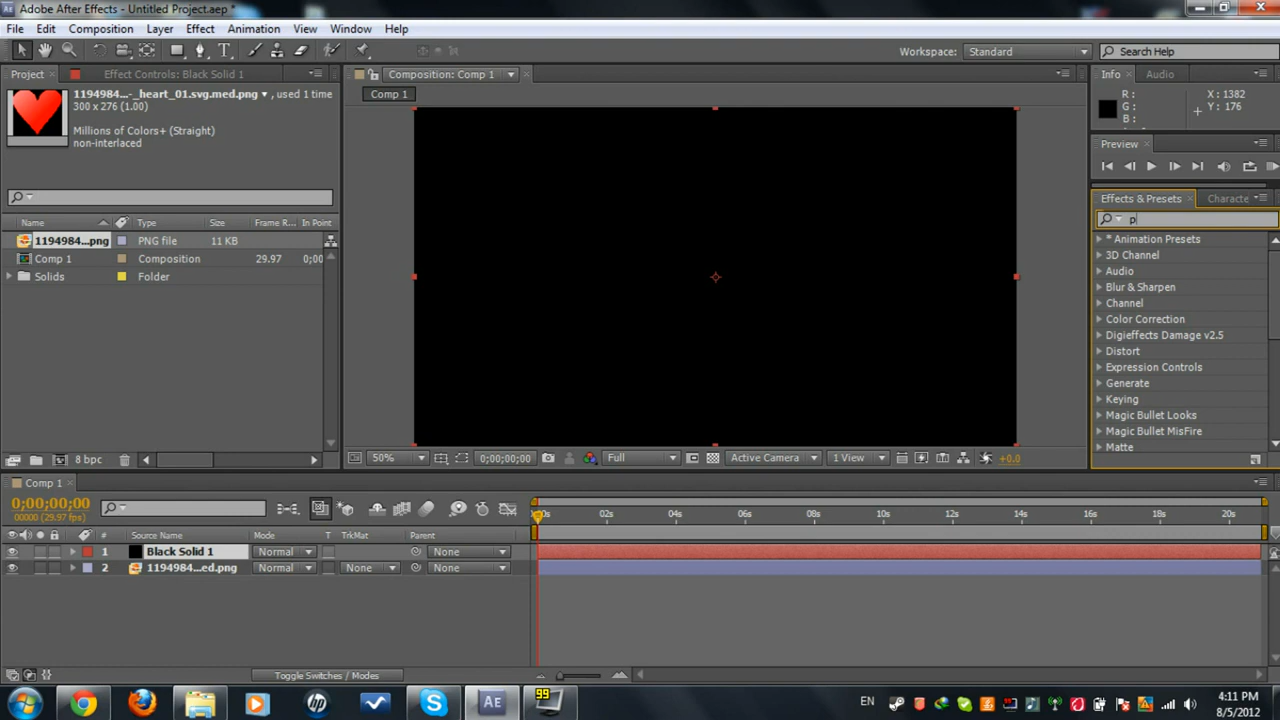 Adobe After Effects - Untitled Project.aep *
File Edit Composition Layer Effect Animation View Window Help
Workspace: Standard Search Help
Project Effect Controls: Black Solid 1 Composition: Comp 1 Info Audio
1194984..._heart_01.svg.med.png ▾, used 1 time
300 x 276 (1.00)
Comp 1
R: X: 1382
G: Y: 176
B:
Millions of Colors+ (Straight)
non-interlaced
Preview
Effects & Presets Characte
p
Name Type Size Frame R... In Point
1194984...png PNG file 11 KB
Comp 1 Composition 29.97 0;00
Solids Folder
* Animation Presets
3D Channel
Audio
Blur & Sharpen
Channel
Color Correction
Digieffects Damage v2.5
Distort
Expression Controls
Generate
Keying
Magic Bullet Looks
Magic Bullet MisFire
Matte
8 bpc 50% 0;00;00;00 Full Active Camera 1 View +0.0
Comp 1
0;00;00;00
00000 (29.97 fps)
:00s 02s 04s 06s 08s 10s 12s 14s 16s 18s 20s
# Source Name Mode T TrkMat Parent
1 Black Solid 1 Normal None
2 1194984...ed.png Normal None None
Toggle Switches / Modes
EN 4:11 PM
8/5/2012
99